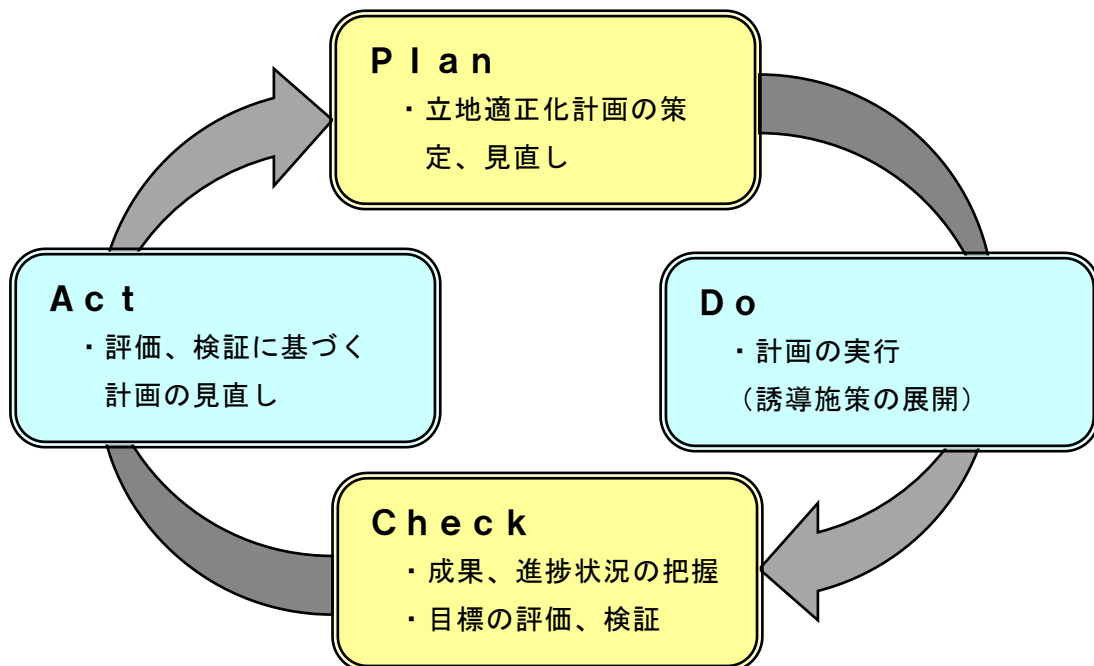 Plan
・立地適正化計画の策
定、見直し
Do
・計画の実行
（誘導施策の展開）
Check
・成果、進捗状況の把握
・目標の評価、検証
Act
・評価、検証に基づく
計画の見直し